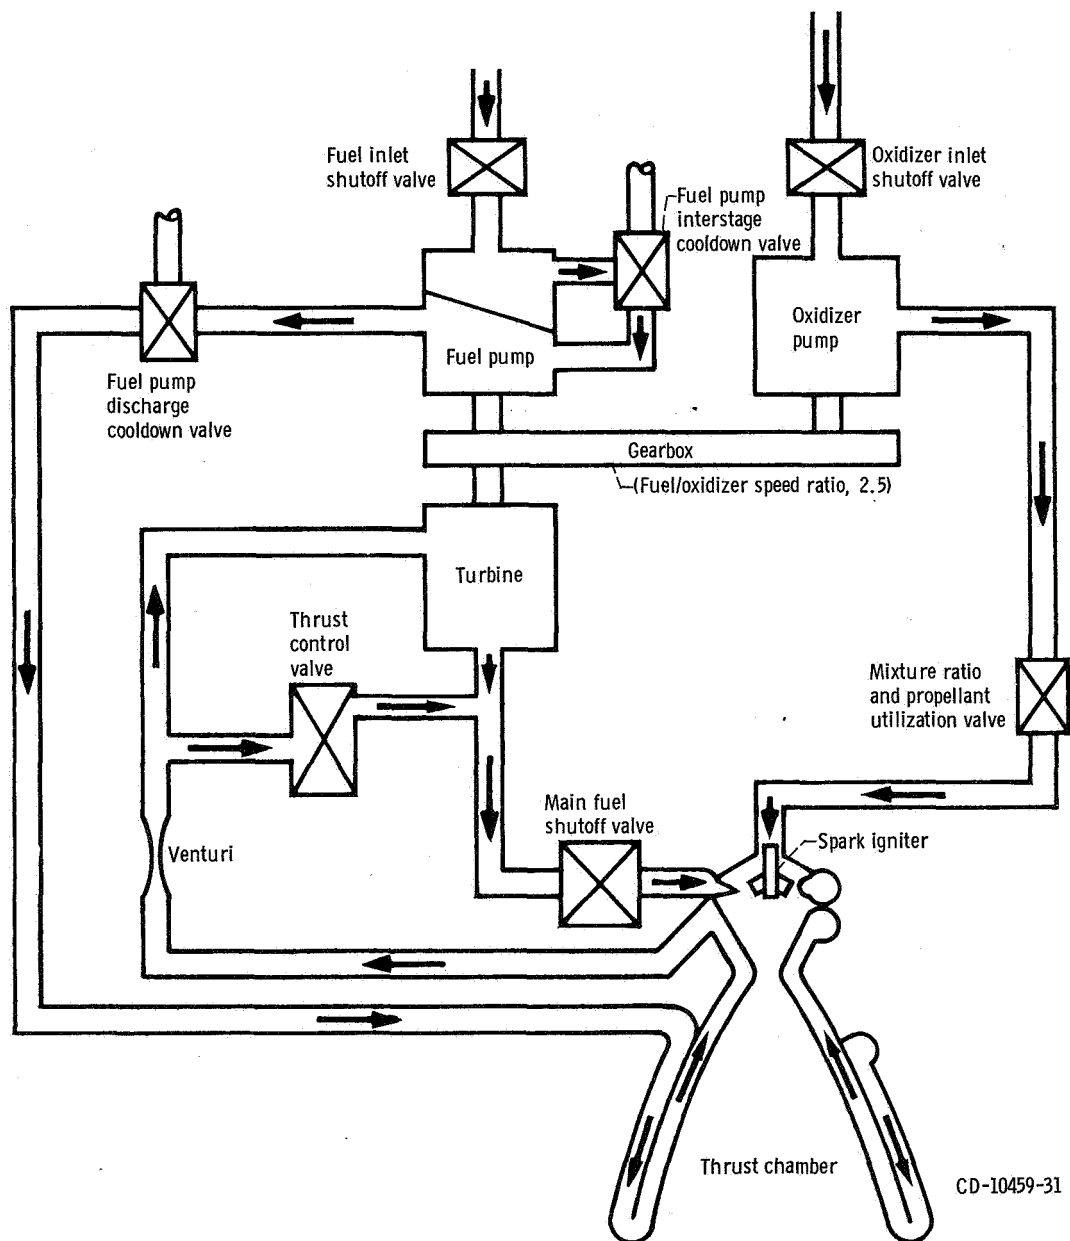 Fuel inlet
shutoff valve
Oxidizer inlet
shutoff valve
Fuel pump
interstage
cooldown valve
Oxidizer
pump
Fuel pump
Fuel pump
discharge
cooldown valve
Gearbox
(Fuel/oxidizer speed ratio, 2.5)
Turbine
Thrust
control
valve
Mixture ratio
and propellant
utilization valve
Main fuel
shutoff valve
Spark igniter
Venturi
Thrust chamber
CD-10459-31